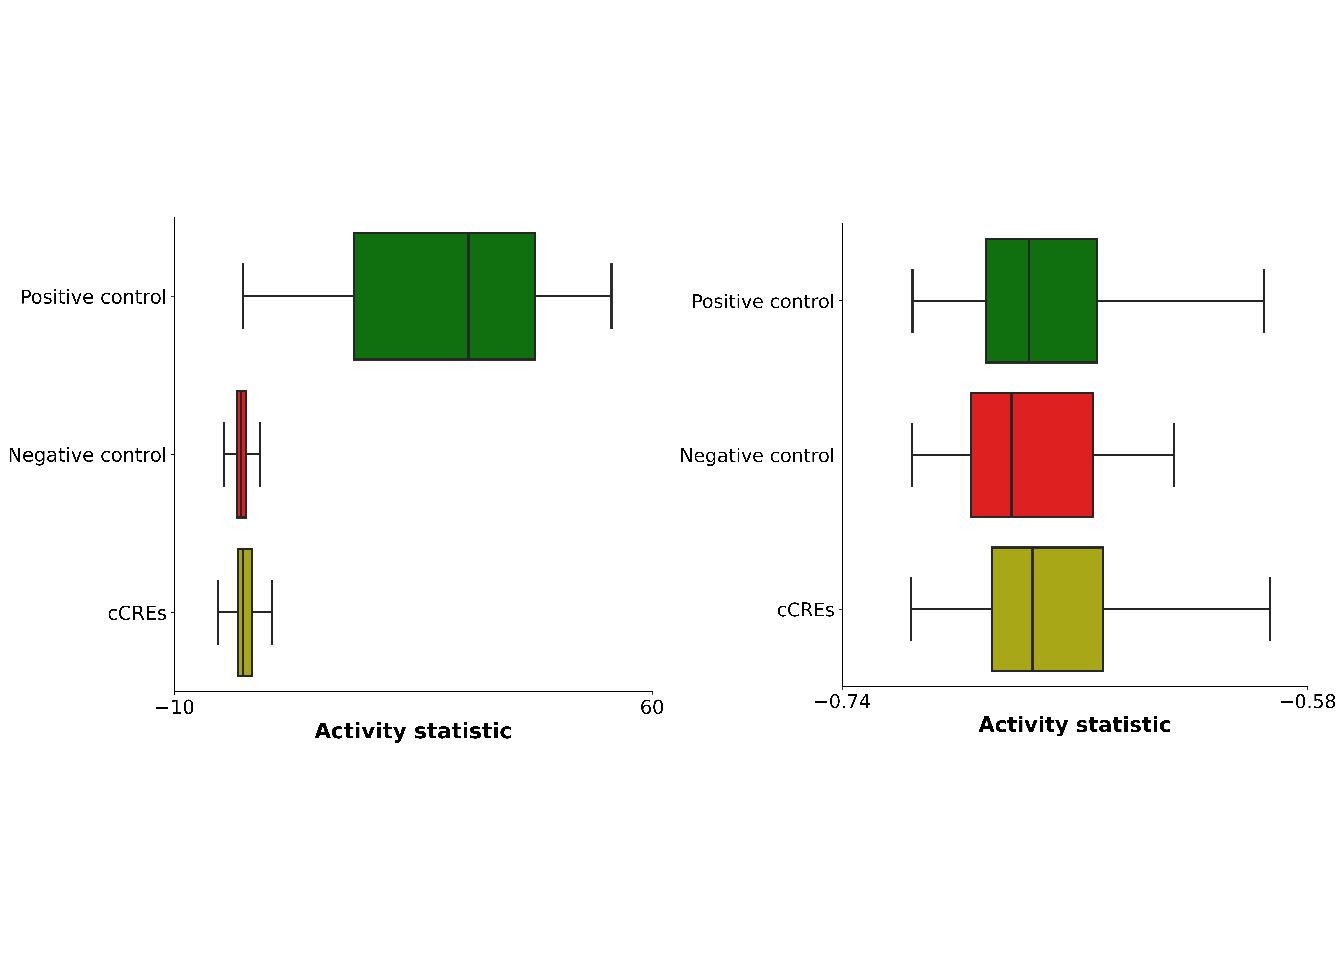 Positive control
Negative control
cCREs
−10
60
Activity statistic
Positive control
Negative control
cCREs
−0.74
−0.58
Activity statistic